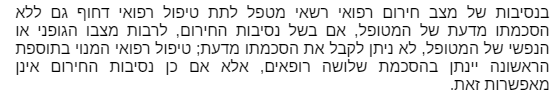 בנסיבות של מצב חירום רפואי רשאי מטפל לתת טיפול רפואי דחוף גם ללא
הסכמתו מדעת של המטופל, אם בשל נסיבות החירום, לרבות מצבו הגופני או
הנפשי של המטופל, לא ניתן לקבל את הסכמתו מדעת; טיפול רפואי המנוי בתוספת
הראשונה יינתן בהסכמת שלושה רופאים, אלא אם כן נסיבות החירום אינן
מאפשרות זאת.